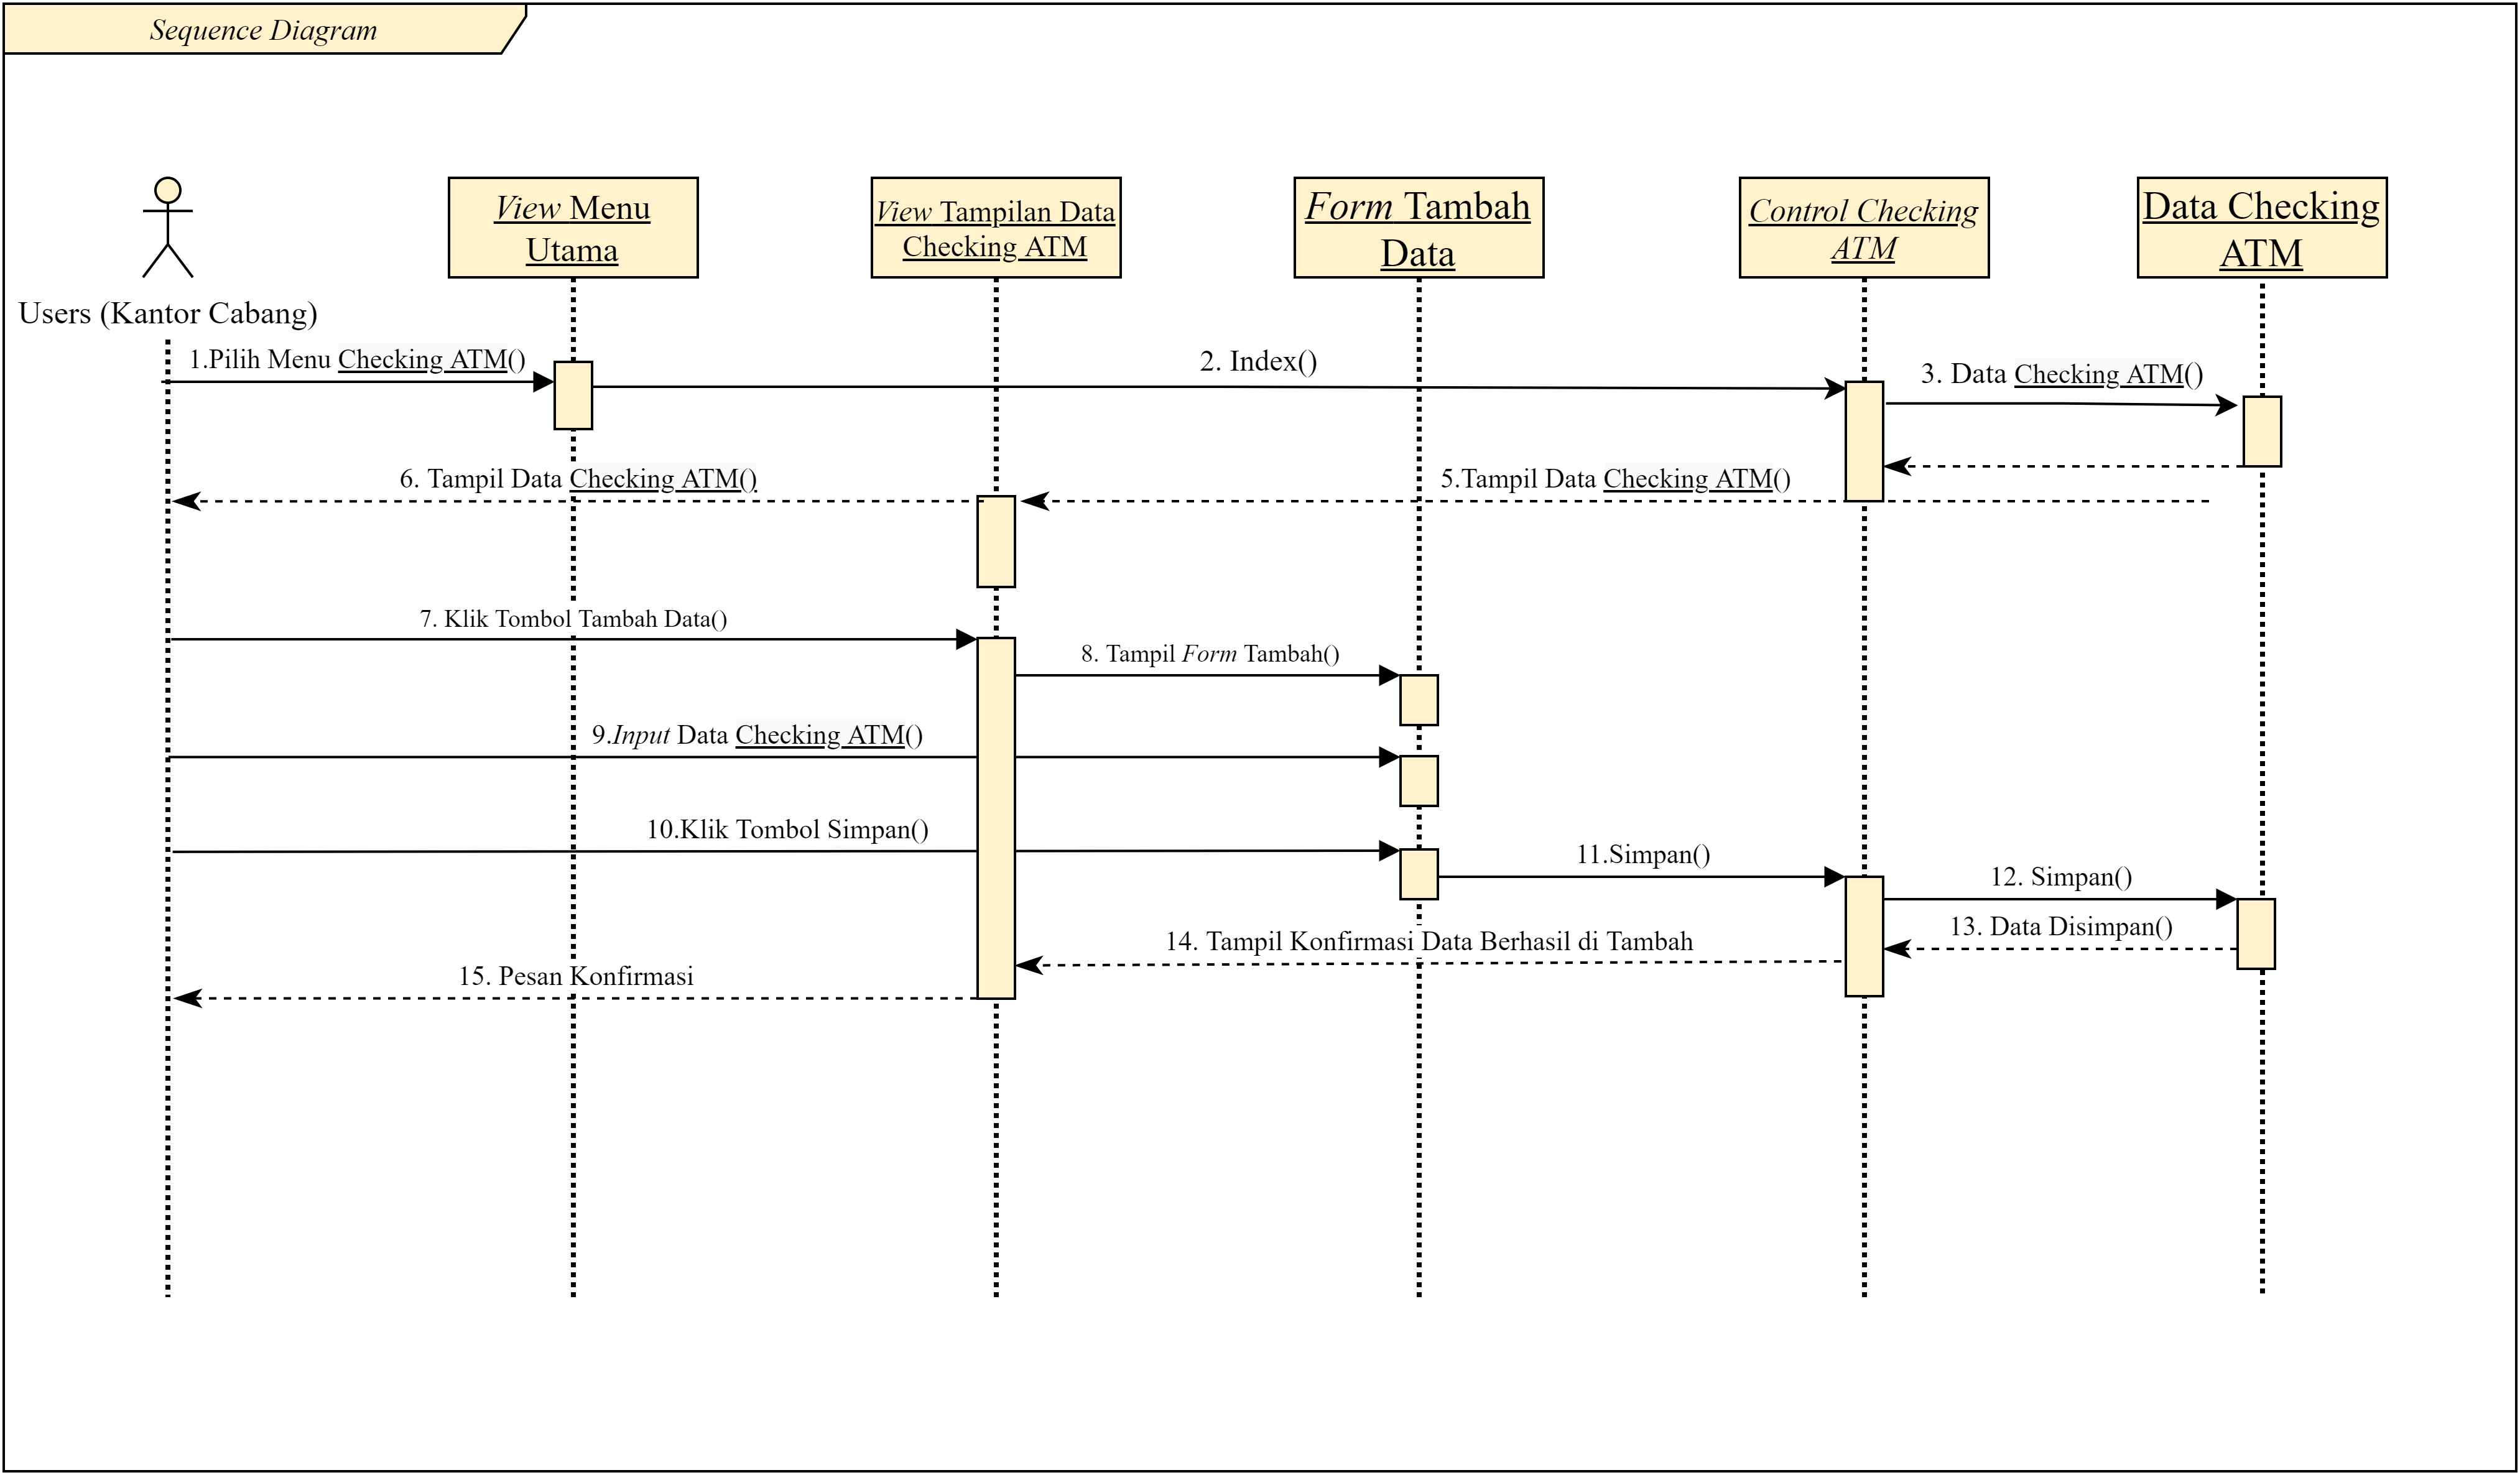 Sequence Diagram
View Menu
Utama
View Tampilan Data
Checking ATM
Form Tambah
Data
Control Checking
ATM
Data Checking
ATM
Users (Kantor Cabang)
1.Pilih Menu Checking ATM()
2. Index()
3. Data Checking ATM()
6. Tampil Data Checking ATM()
5.Tampil Data Checking ATM()
7. Klik Tombol Tambah Data()
8. Tampil Form Tambah()
9.Input Data Checking ATM()
10.Klik Tombol Simpan()
11.Simpan()
12. Simpan()
13. Data Disimpan()
14. Tampil Konfirmasi Data Berhasil di Tambah
15. Pesan Konfirmasi